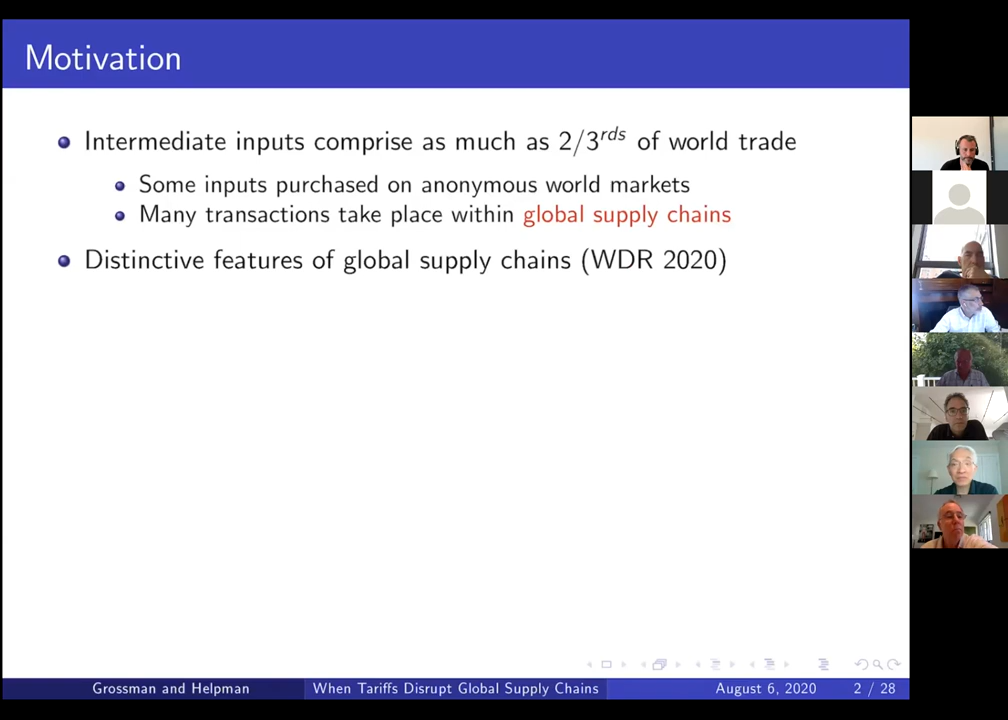 Motivation
Intermediate inputs comprise as much as 2/3rds of world trade
Some inputs purchased on anonymous world markets
Many transactions take place within global supply chains
Distinctive features of global supply chains (WDR 2020)
Grossman and Helpman When Tariffs Disrupt Global Supply Chains August 6, 2020 2 / 28